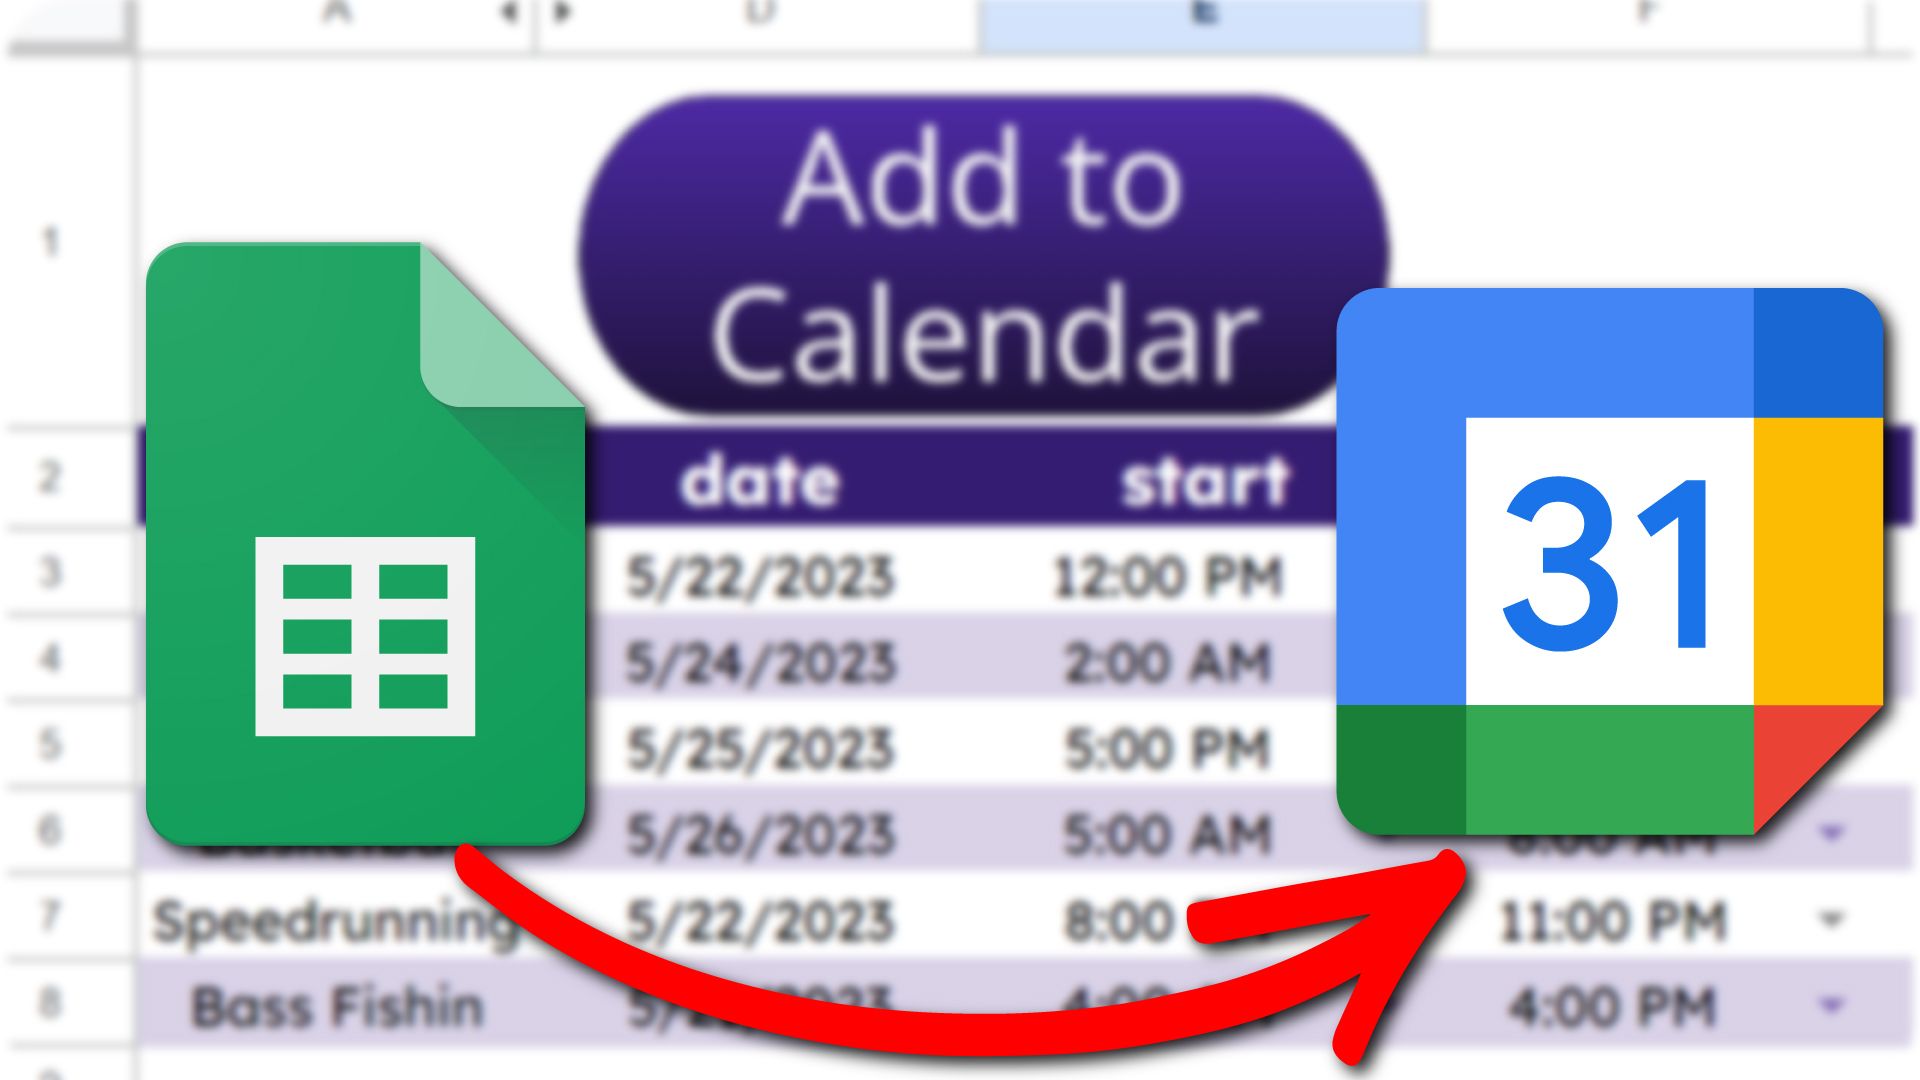 A D E F
Add to
Calendar
1
2 date start
3 5/22/2023 12:00 PM
31
4 5/24/2023 2:00 AM
5 5/25/2023 5:00 PM
6 5/26/2023 5:00 AM
7 Speedrunning 5/22/2023 8:00 11:00 PM
8 Bass Fishin 4:00 PM